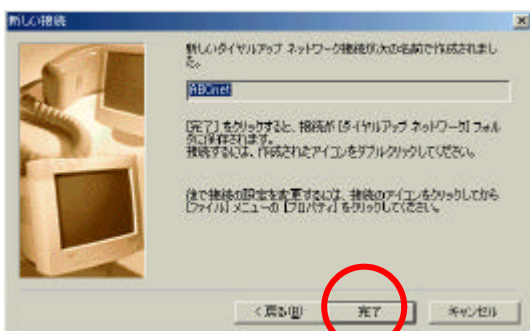 新しい接続
新しいダイヤルアップ ネットワーク接続が次の名前で作成されまし
た。
ABCnet
[完了] をクリックすると、接続が [ダイヤルアップ ネットワーク] フォル
ダに保存されます。
接続するには、作成されたアイコンをダブルクリックしてください。
後で接続の設定を変更するには、接続のアイコンをクリックしてから
[ファイル] メニューの [プロパティ] をクリックしてください。
< 戻る(B)
完了
キャンセル